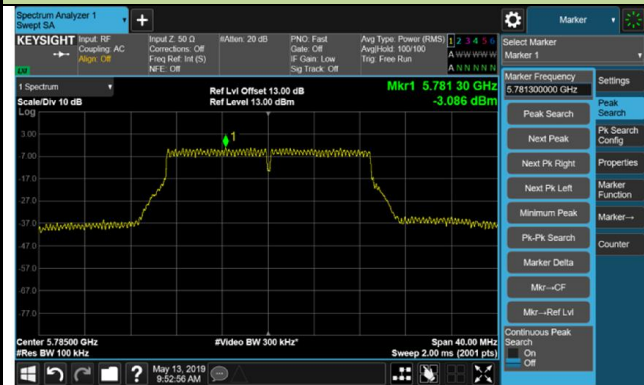 Spectrum Analyzer 1
Swept SA
+
Marker
KEYSIGHT
Input: RF
Coupling: AC
Align: Off
Input Z: 50 Ω
Corrections: Off
Freq Ref: Int (S)
NFE: Off
#Atten: 20 dB
PNO: Fast
Gate: Off
IF Gain: Low
Sig Track: Off
Avg Type: Power (RMS)
Avg|Hold: 100/100
Trig: Free Run
1 2 3 4 5 6
A W W W W W
A N N N N N
LXI
Select Marker
Marker 1
1 Spectrum
Scale/Div 10 dB
Log
Ref Lvl Offset 13.00 dB
Ref Level 13.00 dBm
Mkr1 5.781 30 GHz
-3.086 dBm
Marker Frequency
5.781300000 GHz
Peak Search
Next Peak
Next Pk Right
Next Pk Left
Minimum Peak
Pk-Pk Search
Marker Delta
Mkr→CF
Mkr→Ref Lvl
Continuous Peak
Search
On
Off
Settings
Peak
Search
Pk Search
Config
Properties
Marker
Function
Marker→
Counter
1
3.00
-7.00
-17.0
-27.0
-37.0
-47.0
-57.0
-67.0
-77.0
Center 5.78500 GHz
#Res BW 100 kHz
#Video BW 300 kHz*
Span 40.00 MHz
Sweep 2.00 ms (2001 pts)
?
May 13, 2019
9:52:56 AM